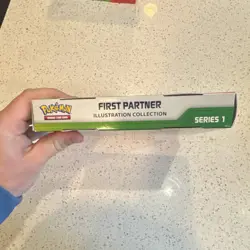 Pokémon
TRADING CARD GAME
FIRST PARTNER
ILLUSTRATION COLLECTION
SERIES 1